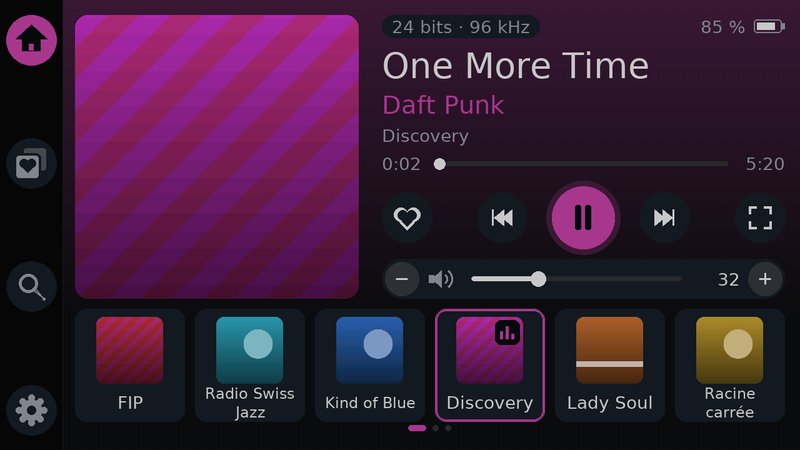 24 bits · 96 kHz
85 %
One More Time
Daft Punk
Discovery
0:02
5:20
32
FIP
Radio Swiss
Jazz
Kind of Blue
Discovery
Lady Soul
Racine
carrée